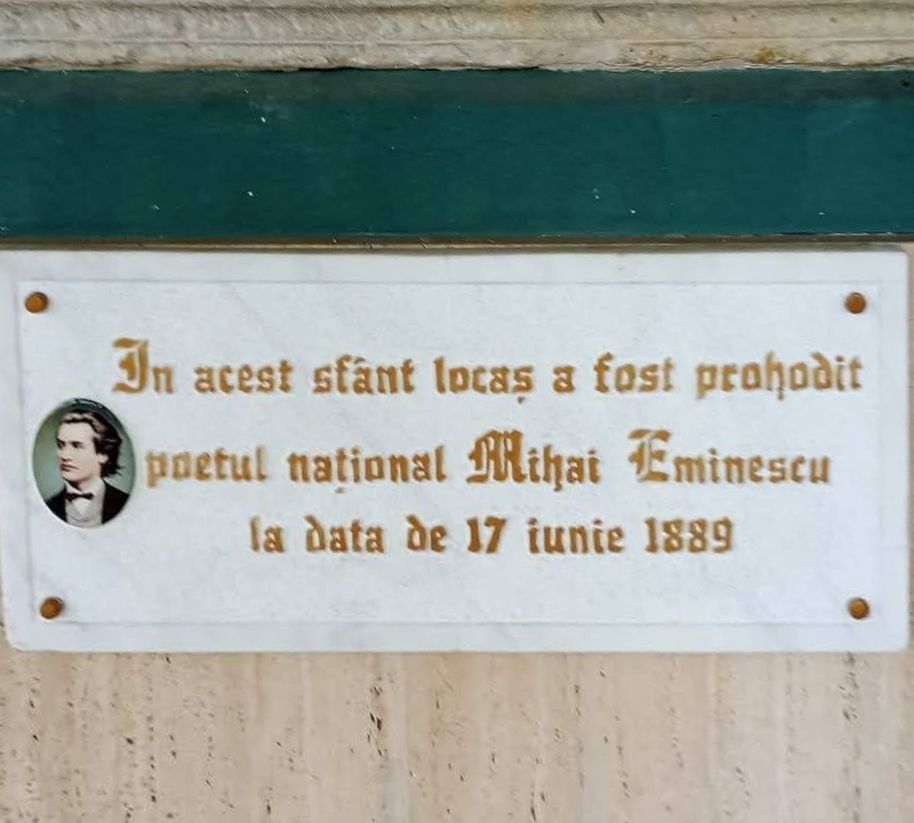 In acest sfânt locaș a fost prohodit
poetul național Mihai Eminescu
la data de 17 iunie 1889